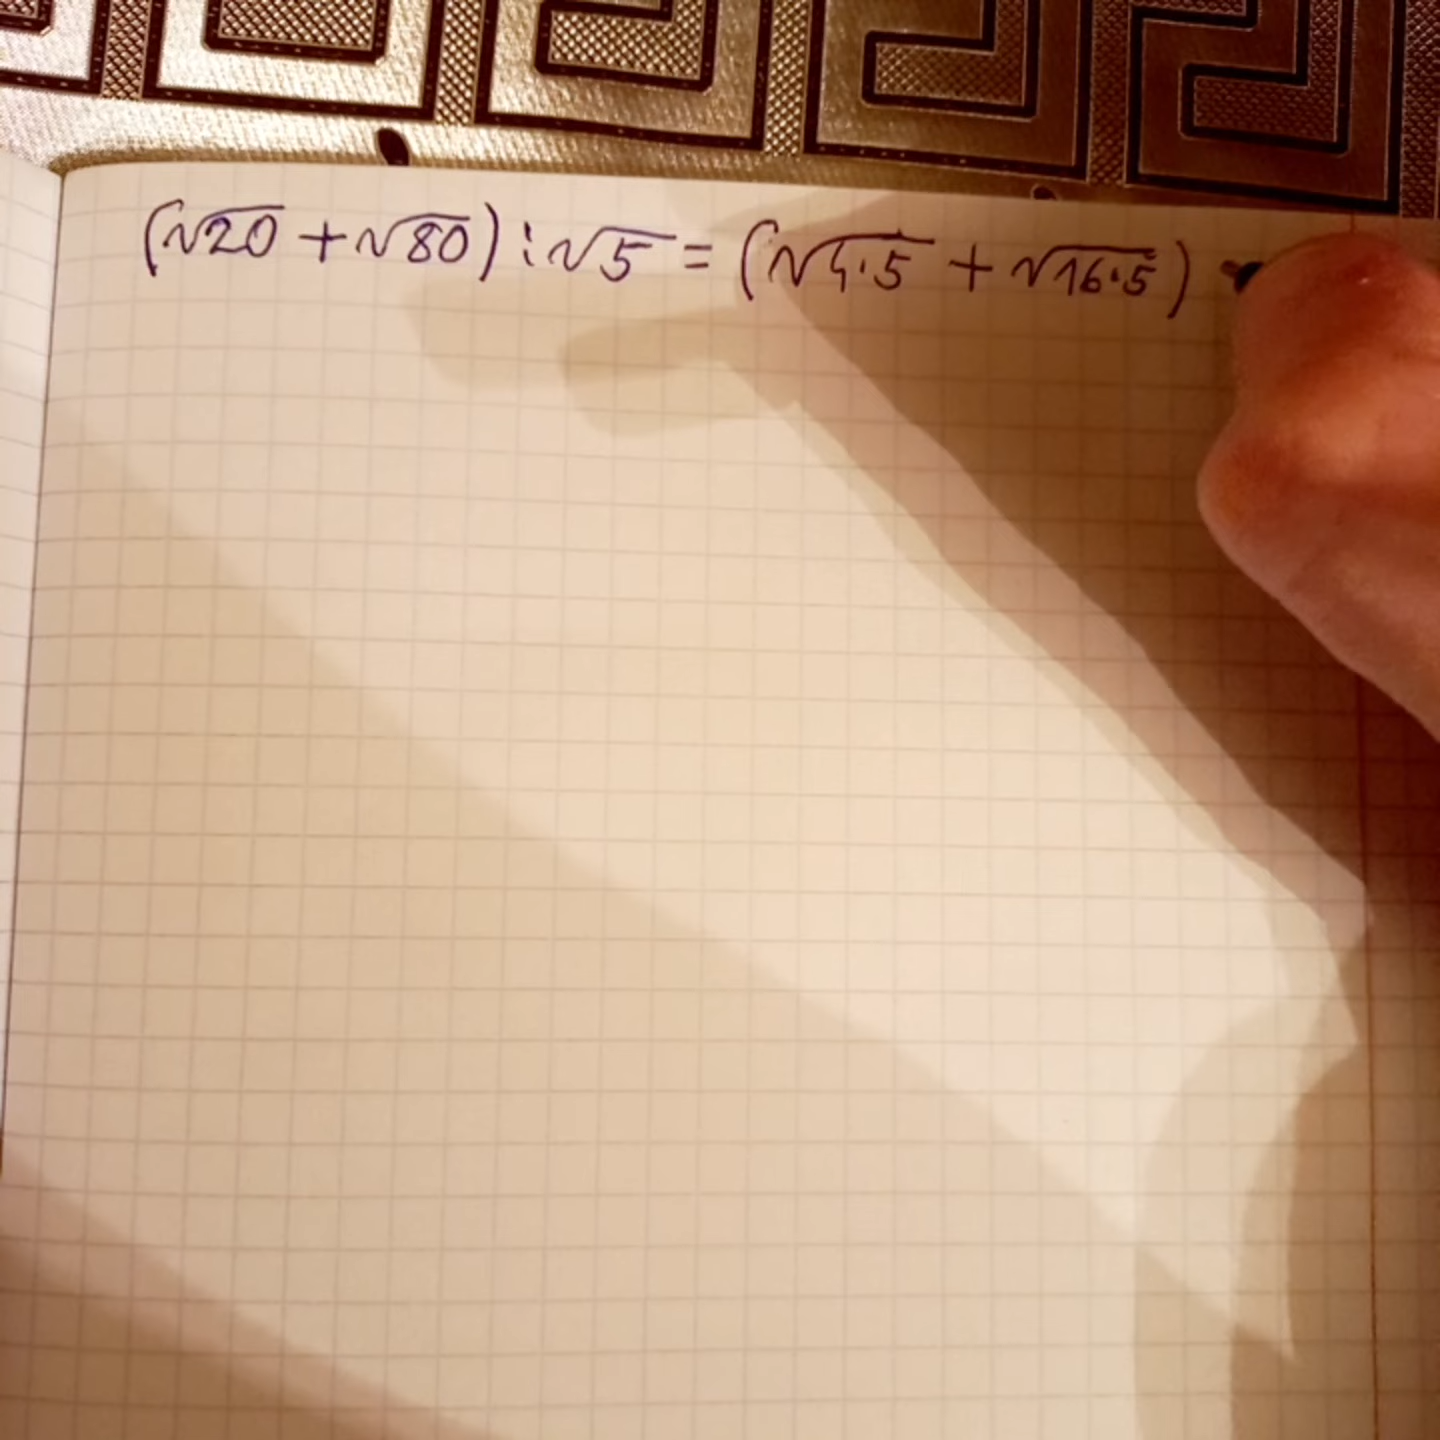 (√20 + √80) : √5 = (√4·5 + √16·5)